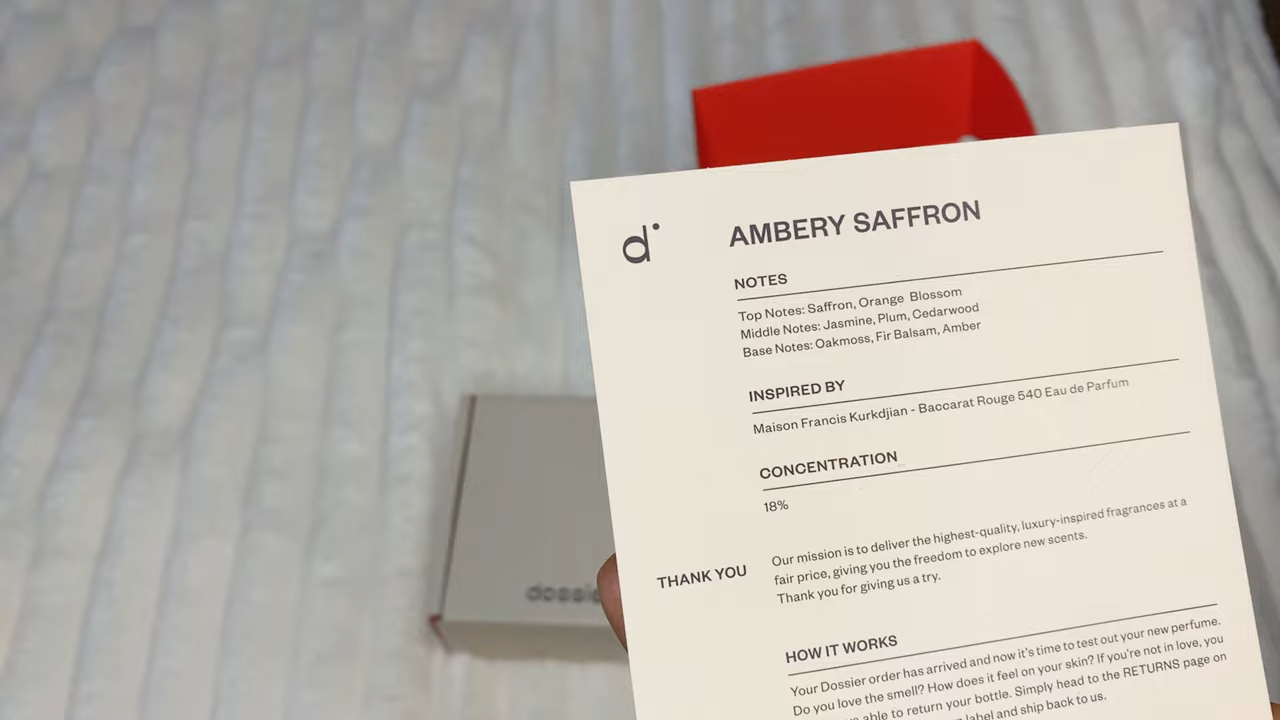 d
AMBERY SAFFRON
NOTES
Top Notes: Saffron, Orange Blossom
Middle Notes: Jasmine, Plum, Cedarwood
Base Notes: Oakmoss, Fir Balsam, Amber
INSPIRED BY
Maison Francis Kurkdjian - Baccarat Rouge 540 Eau de Parfum
CONCENTRATION
18%
THANK YOU
Our mission is to deliver the highest-quality, luxury-inspired fragrances at a
fair price, giving you the freedom to explore new scents.
Thank you for giving us a try.
HOW IT WORKS
Your Dossier order has arrived and now it's time to test out your new perfume.
Do you love the smell? How does it feel on your skin? If you're not in love, you
able to return your bottle. Simply head to the RETURNS page on
label and ship back to us.